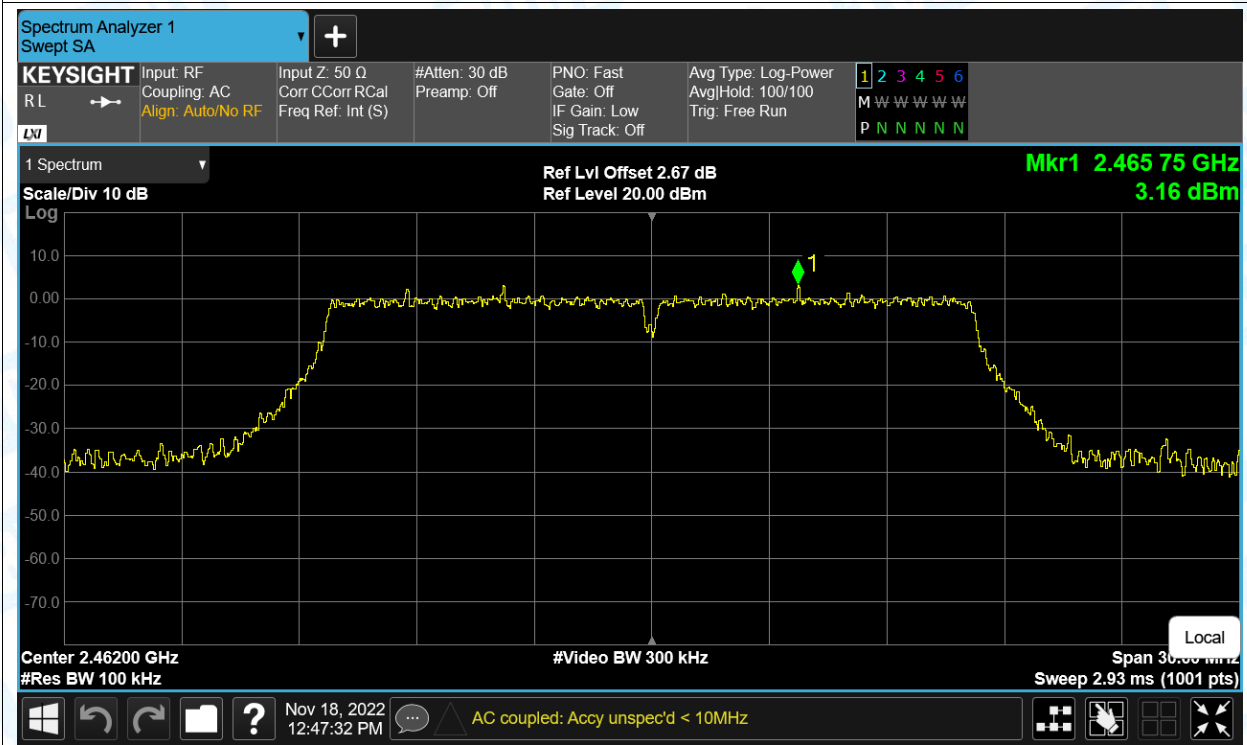 Spectrum Analyzer 1
Swept SA
KEYSIGHT
R L
LXI
Input: RF
Coupling: AC
Align: Auto/No RF
Input Z: 50 Ω
Corr CCorr RCal
Freq Ref: Int (S)
#Atten: 30 dB
Preamp: Off
PNO: Fast
Gate: Off
IF Gain: Low
Sig Track: Off
Avg Type: Log-Power
Avg|Hold: 100/100
Trig: Free Run
1 2 3 4 5 6
M W W W W W
P N N N N N
1 Spectrum
Scale/Div 10 dB
Log
Ref Lvl Offset 2.67 dB
Ref Level 20.00 dBm
Mkr1 2.465 75 GHz
3.16 dBm
1
10.0
0.00
-10.0
-20.0
-30.0
-40.0
-50.0
-60.0
-70.0
Local
Center 2.46200 GHz
#Video BW 300 kHz
Span 30.00 MHz
#Res BW 100 kHz
Sweep 2.93 ms (1001 pts)
?
Nov 18, 2022
12:47:32 PM
AC coupled: Accy unspec'd < 10MHz